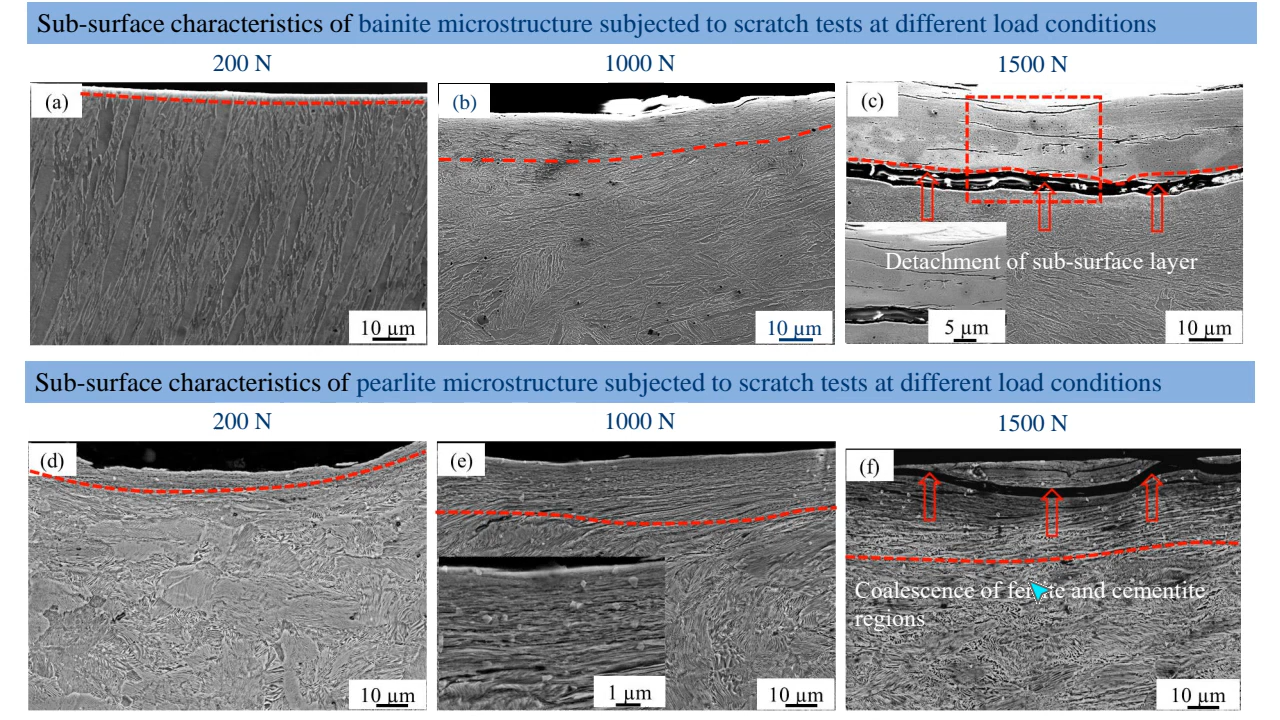 Sub-surface characteristics of bainite microstructure subjected to scratch tests at different load conditions
200 N
1000 N
1500 N
(a)
(b)
(c)
Detachment of sub-surface layer
10 µm
10 µm
5 µm
10 µm
Sub-surface characteristics of pearlite microstructure subjected to scratch tests at different load conditions
200 N
1000 N
1500 N
(d)
(e)
(f)
Coalescence of ferrite and cementite
regions
10 µm
1 µm
10 µm
10 µm